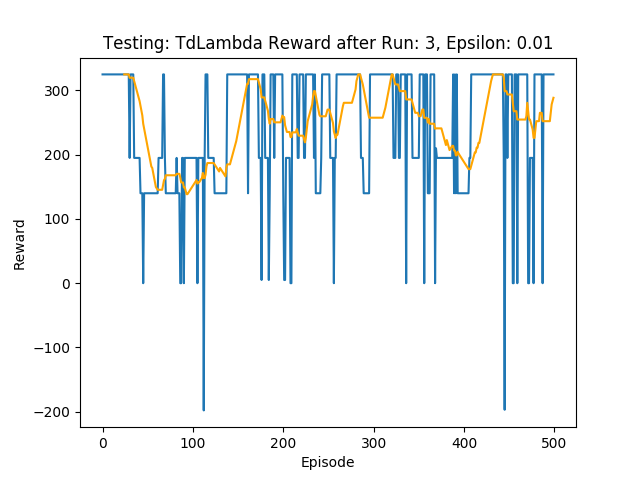 Testing: TdLambda Reward after Run: 3, Epsilon: 0.01
300
200
100
0
−100
−200
Reward
0 100 200 300 400 500
Episode